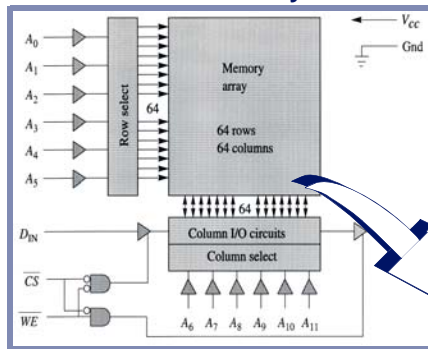 A0
A1
A2
A3
A4
A5
Row select
64
Memory
array
64 rows
64 columns
Vcc
Gnd
64
DIN
Column I/O circuits
Column select
CS
WE
A6 A7 A8 A9 A10 A11